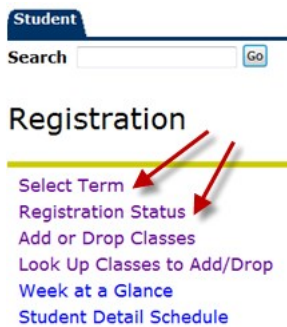 Student
Search Go
Registration
Select Term
Registration Status
Add or Drop Classes
Look Up Classes to Add/Drop
Week at a Glance
Student Detail Schedule